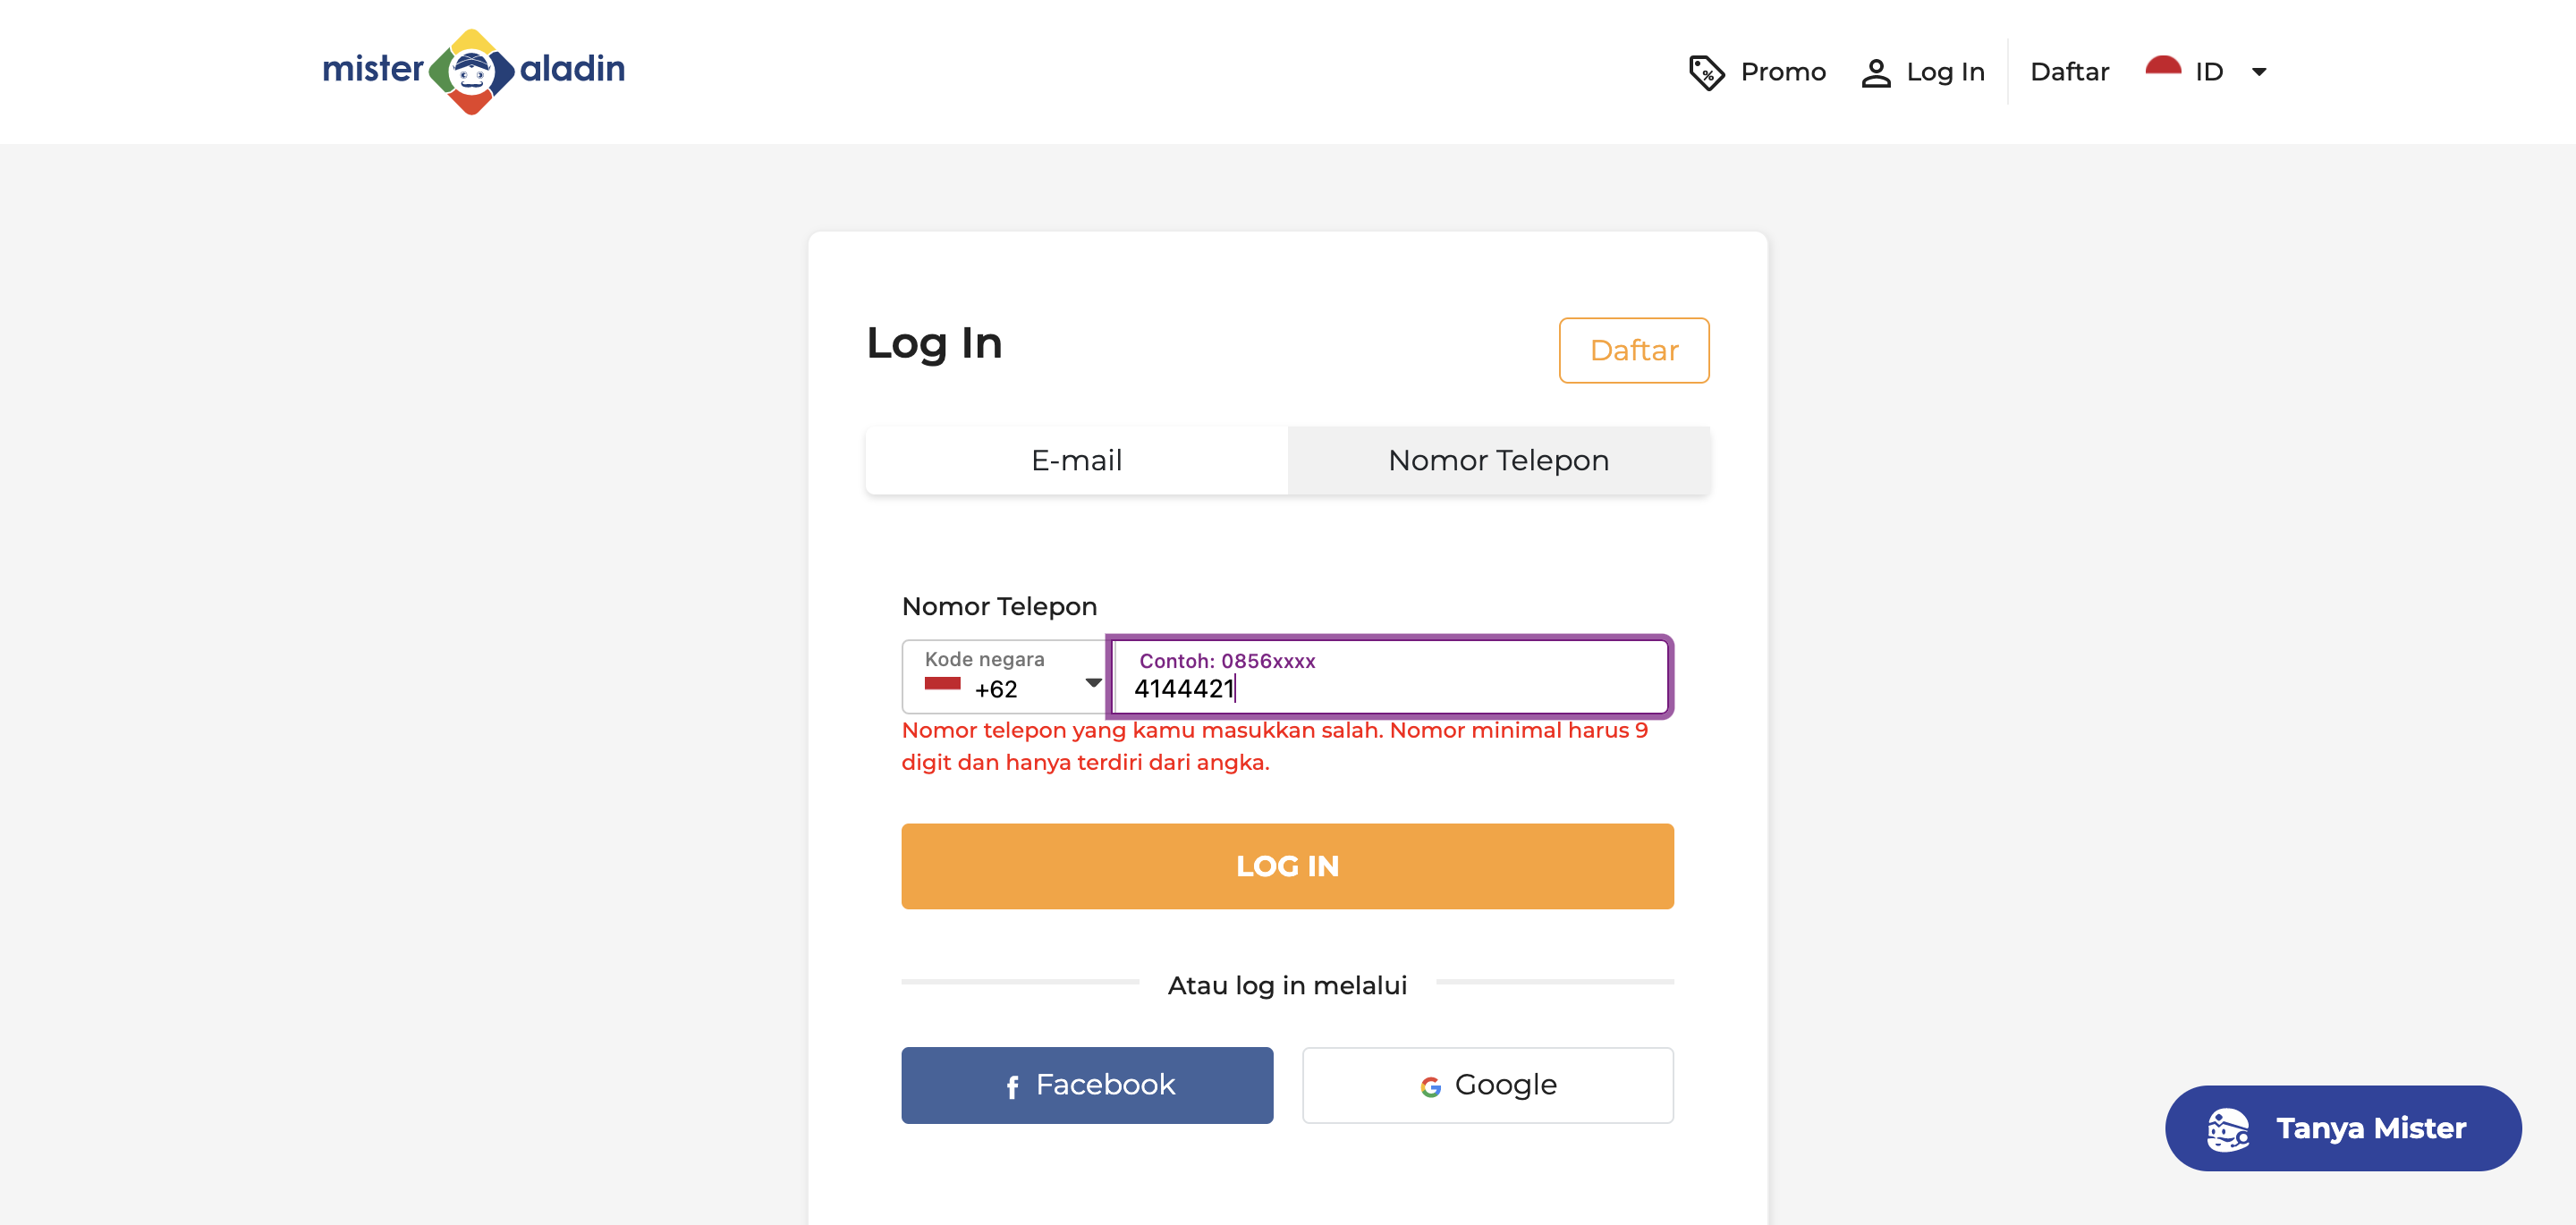 mister aladin
Promo
Log In
Daftar
ID
Log In
Daftar
E-mail
Nomor Telepon
Nomor Telepon
Kode negara
+62
Contoh: 0856xxxx
4144421
Nomor telepon yang kamu masukkan salah. Nomor minimal harus 9
digit dan hanya terdiri dari angka.
LOG IN
Atau log in melalui
Facebook
Google
Tanya Mister